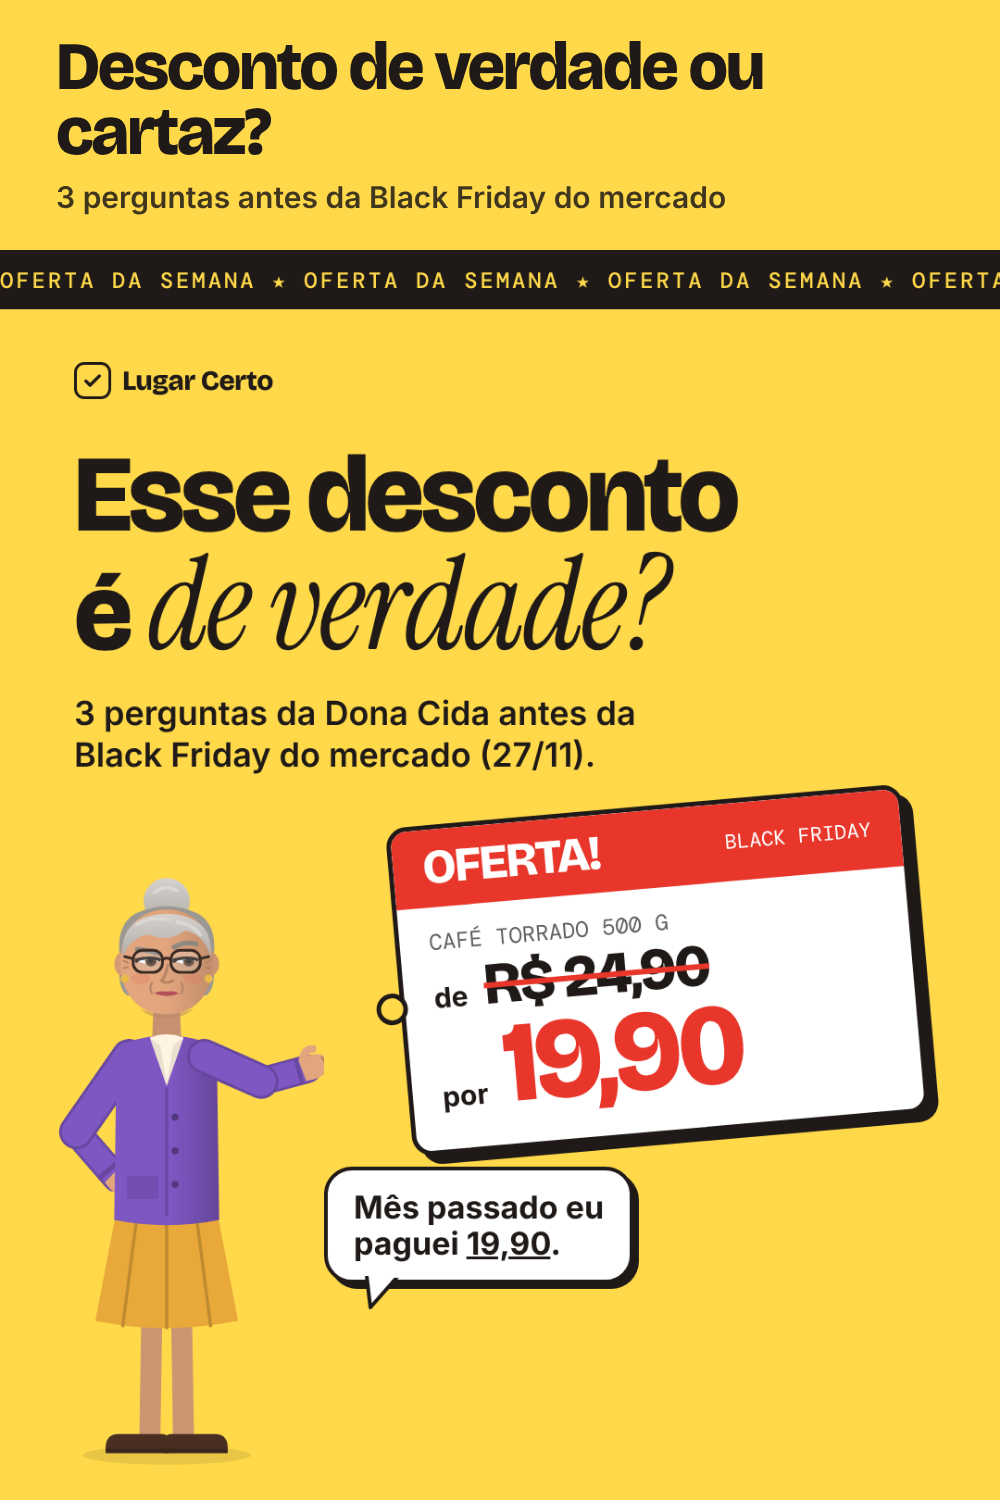 Desconto de verdade ou
cartaz?
3 perguntas antes da Black Friday do mercado
OFERTA DA SEMANA ★ OFERTA DA SEMANA ★ OFERTA DA SEMANA ★ OFERTA
Lugar Certo
Esse desconto
é de verdade?
3 perguntas da Dona Cida antes da
Black Friday do mercado (27/11).
OFERTA! BLACK FRIDAY
CAFÉ TORRADO 500 G
de R$ 24,90
por 19,90
Mês passado eu
paguei 19,90.